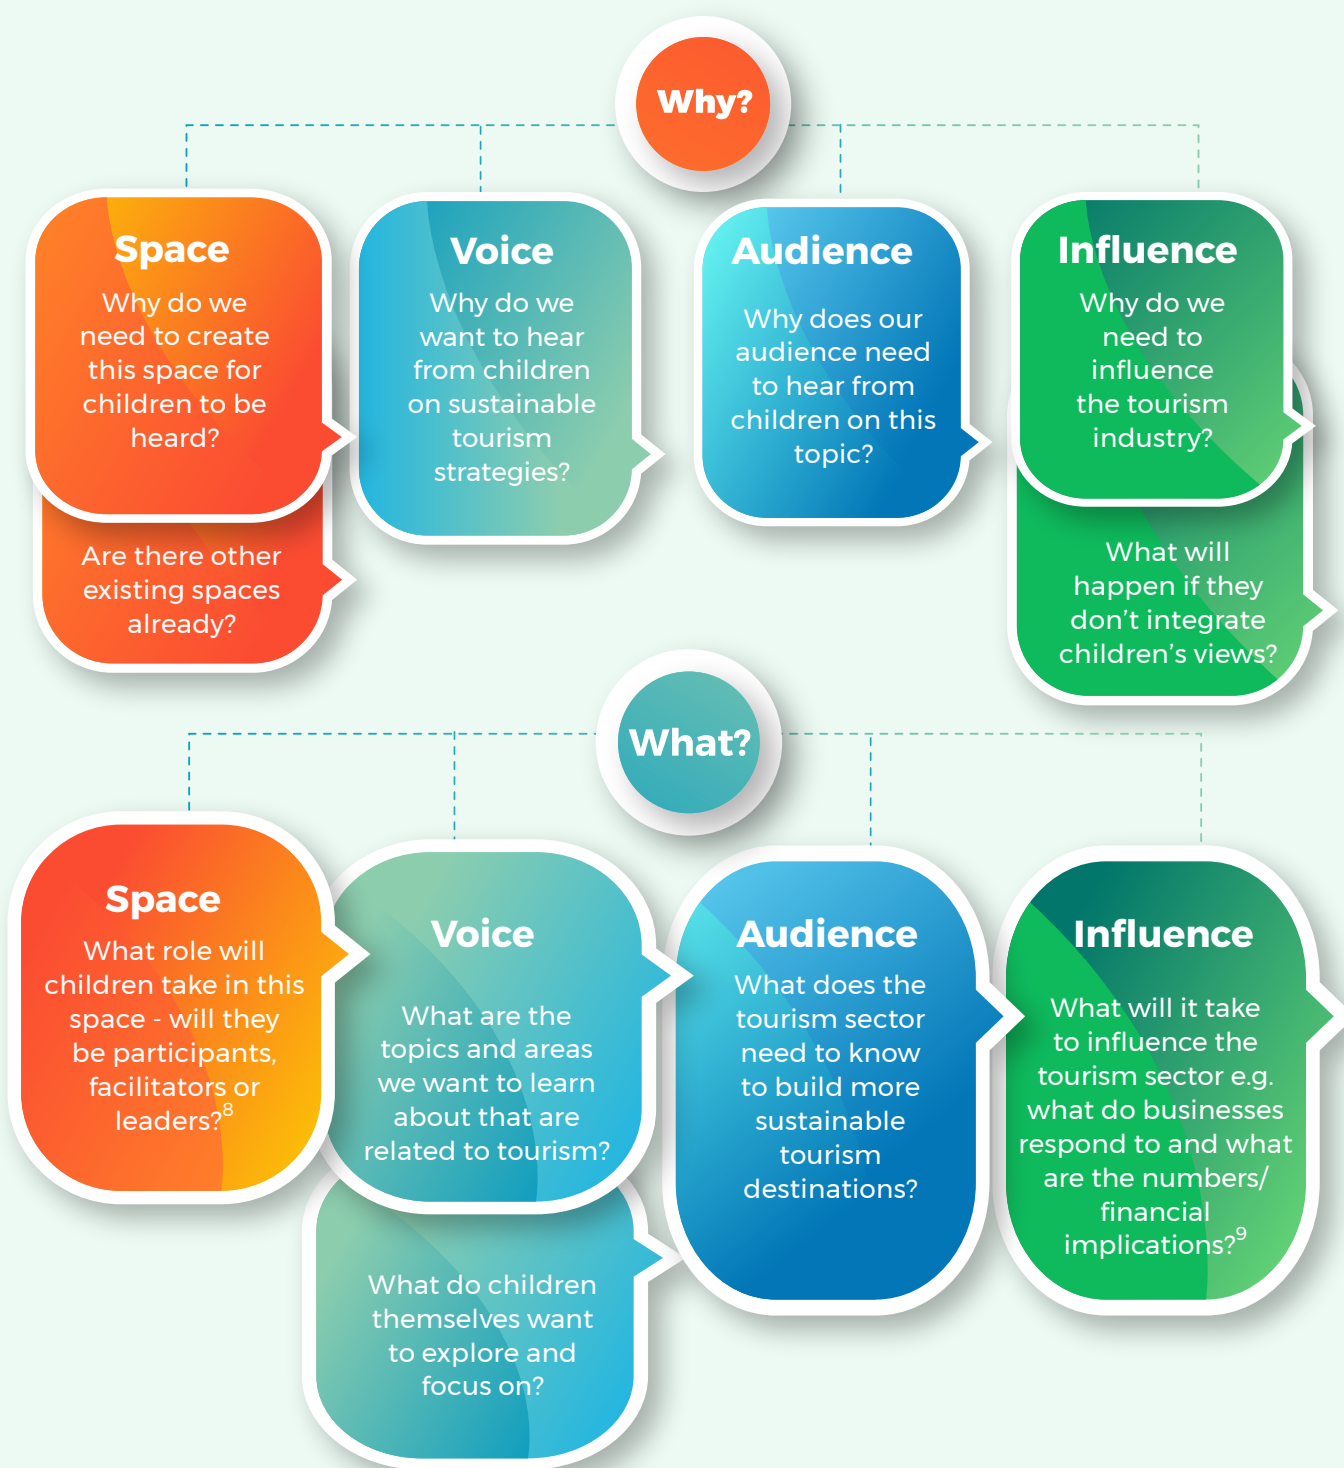 Why?
Space
Why do we
need to create
this space for
children to be
heard?
Are there other
existing spaces
already?
Voice
Why do we
want to hear
from children
on sustainable
tourism
strategies?
Audience
Why does our
audience need
to hear from
children on this
topic?
Influence
Why do we
need to
influence
the tourism
industry?
What will
happen if they
don’t integrate
children’s views?
What?
Space
What role will
children take in this
space - will they
be participants,
facilitators or
leaders?⁸
Voice
What are the
topics and areas
we want to learn
about that are
related to tourism?
What do children
themselves want
to explore and
focus on?
Audience
What does the
tourism sector
need to know
to build more
sustainable
tourism
destinations?
Influence
What will it take
to influence the
tourism sector e.g.
what do businesses
respond to and what
are the numbers/
financial
implications?⁹